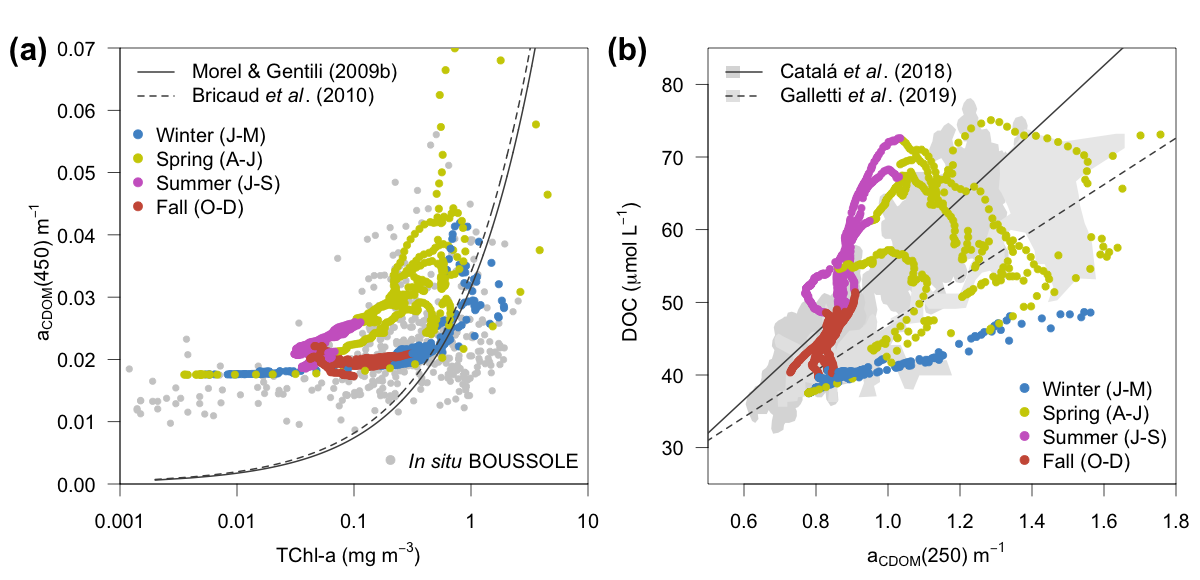 (a)
0.07
0.06
0.05
0.04
0.03
0.02
0.01
0.00
aCDOM(450) m−1
Morel & Gentili (2009b)
Bricaud et al. (2010)
Winter (J-M)
Spring (A-J)
Summer (J-S)
Fall (O-D)
In situ BOUSSOLE
0.001 0.01 0.1 1 10
TChl-a (mg m−3)
(b)
80
70
60
50
40
30
DOC (μmol L−1)
Catalá et al. (2018)
Galletti et al. (2019)
Winter (J-M)
Spring (A-J)
Summer (J-S)
Fall (O-D)
0.6 0.8 1.0 1.2 1.4 1.6 1.8
aCDOM(250) m−1